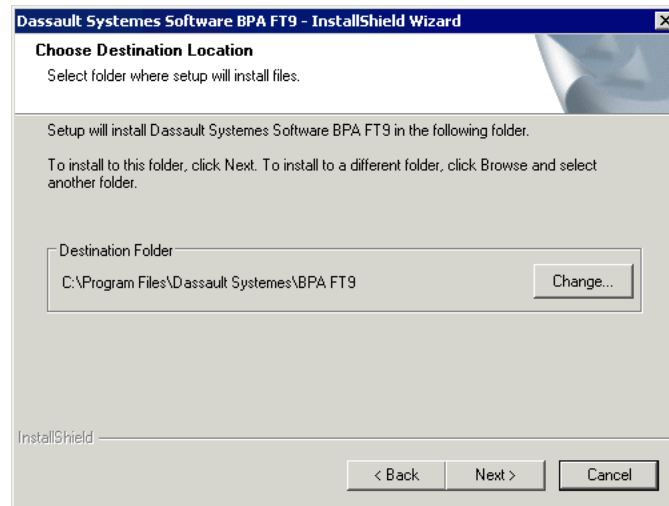 Dassault Systemes Software BPA FT9 - InstallShield Wizard
Choose Destination Location
Select folder where setup will install files.
Setup will install Dassault Systemes Software BPA FT9 in the following folder.
To install to this folder, click Next. To install to a different folder, click Browse and select
another folder.
Destination Folder
C:\Program Files\Dassault Systemes\BPA FT9
Change...
InstallShield
< Back
Next >
Cancel